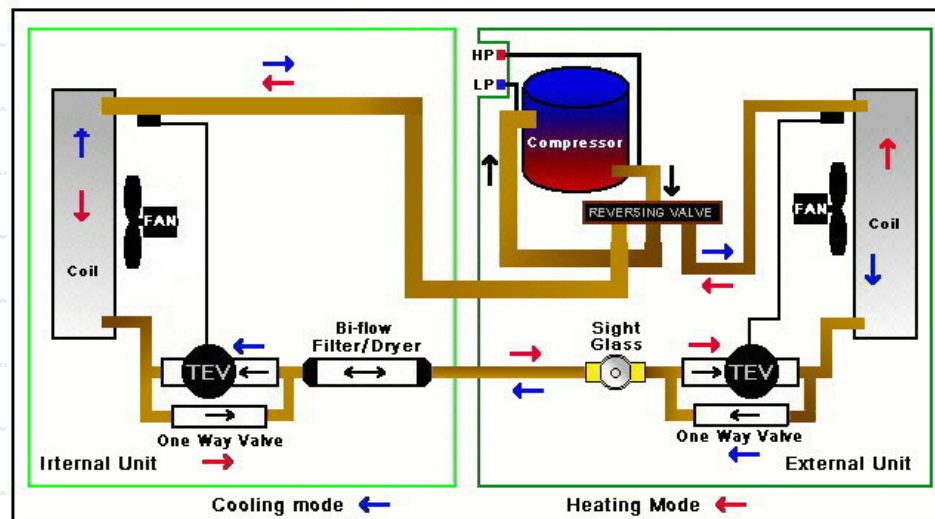 HP
LP
Compressor
REVERSING VALVE
FAN
Coil
FAN
Coil
Bi-flow
Filter/Dryer
Sight
Glass
TEV
TEV
One Way Valve
One Way Valve
Irternal Unit
External Unit
Cooling mode
Heating Mode